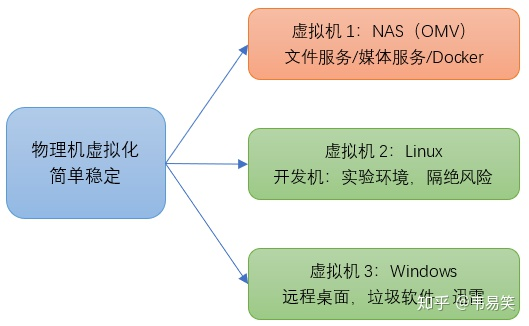 物理机虚拟化
简单稳定
虚拟机 1：NAS（OMV）
文件服务/媒体服务/Docker
虚拟机 2：Linux
开发机：实验环境，隔绝风险
虚拟机 3：Windows
远程桌面，垃圾软件，迅雷
知乎 @韦易笑